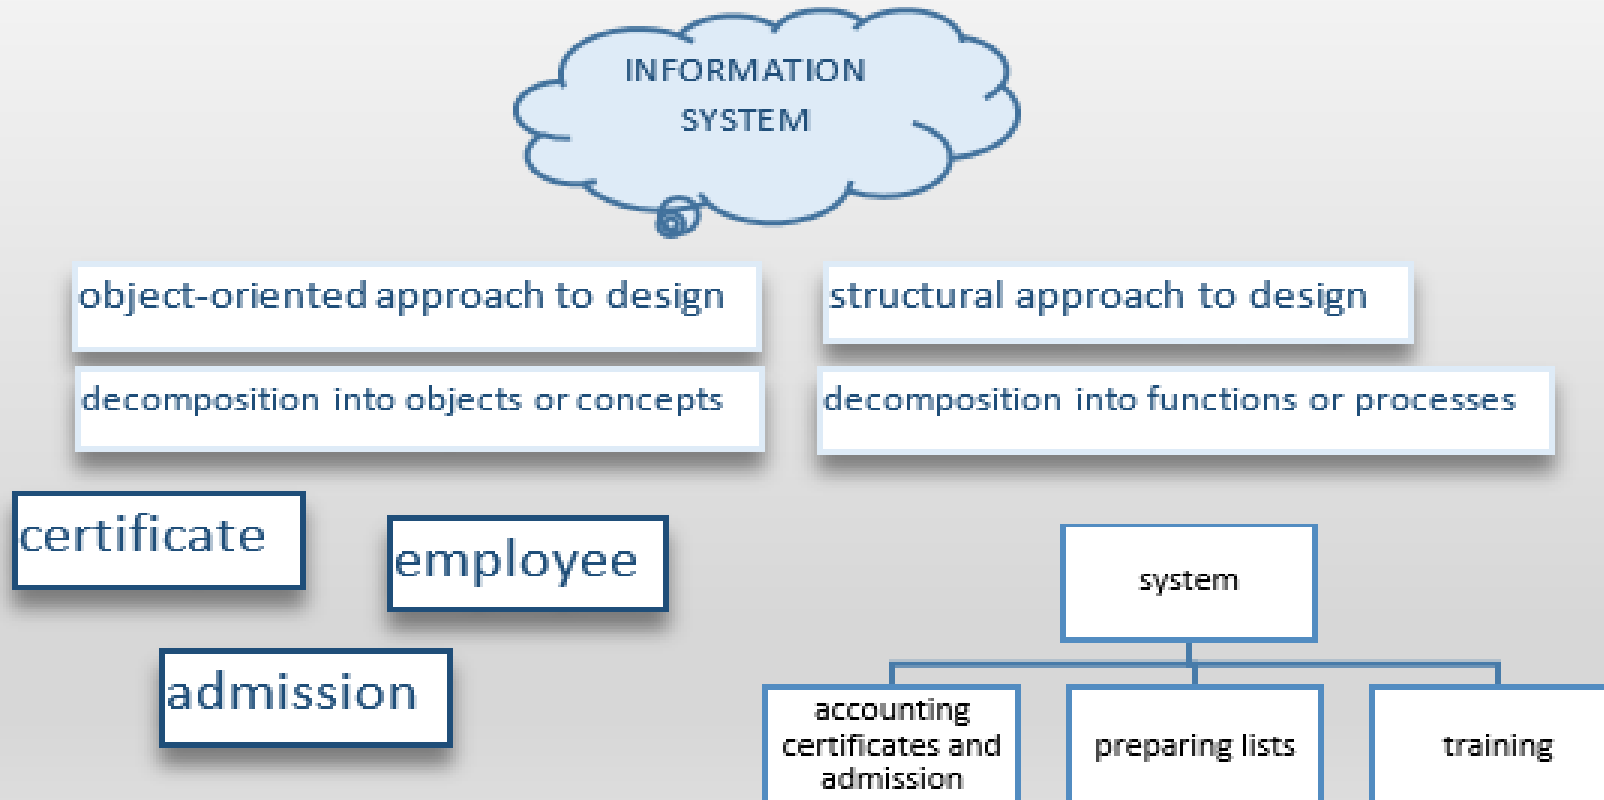 INFORMATION
SYSTEM
object-oriented approach to design
structural approach to design
decomposition into objects or concepts
decomposition into functions or processes
certificate
employee
admission
system
accounting
certificates and
admission
preparing lists
training